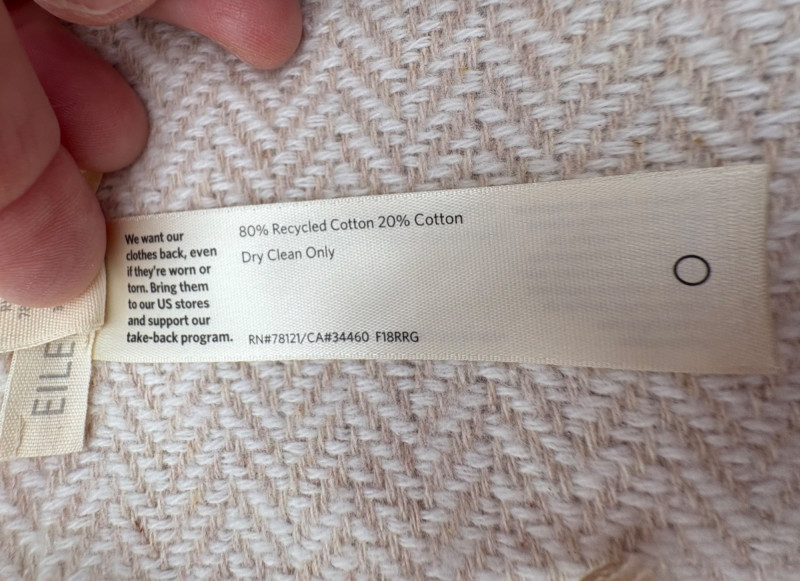 We want our
clothes back, even
if they're worn or
torn. Bring them
to our US stores
and support our
take-back program.
80% Recycled Cotton 20% Cotton
Dry Clean Only
RN#78121/CA#34460 F18RRG
EILE